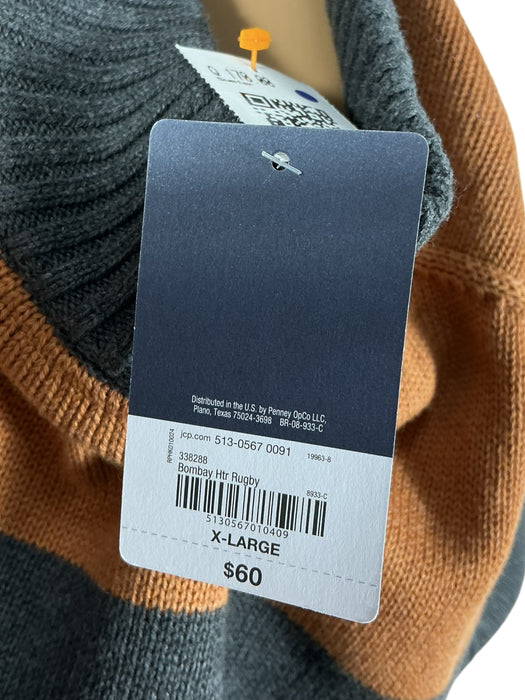 Distributed in the U.S. by Penney OpCo LLC,
Plano, Texas 75024-3698 BR-08-933-C
RPHK010024
jcp.com 513-0567 0091
19963-8
338288
Bombay Htr Rugby
8933-C
5130567010409
X-LARGE
$60